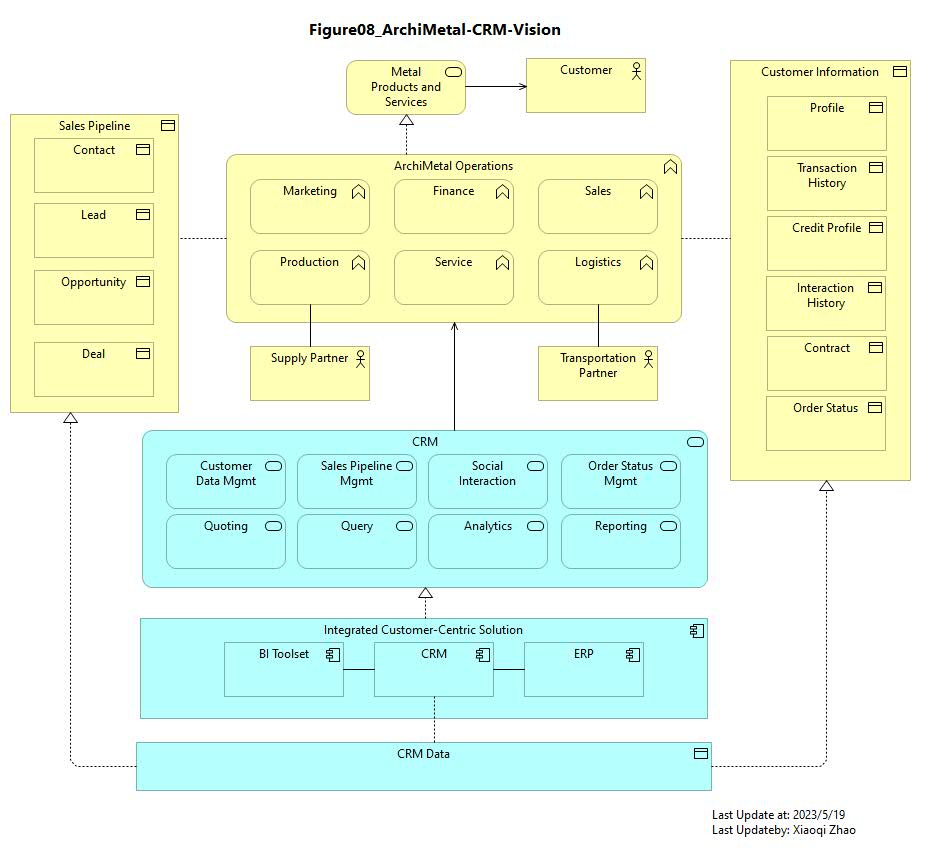 Figure08_ArchiMetal-CRM-Vision
Metal
Products and
Services
Customer
Customer Information
Profile
Transaction
History
Credit Profile
Interaction
History
Contract
Order Status
Sales Pipeline
Contact
Lead
Opportunity
Deal
ArchiMetal Operations
Marketing
Finance
Sales
Production
Service
Logistics
Supply Partner
Transportation
Partner
CRM
Customer
Data Mgmt
Sales Pipeline
Mgmt
Social
Interaction
Order Status
Mgmt
Quoting
Query
Analytics
Reporting
Integrated Customer-Centric Solution
BI Toolset
CRM
ERP
CRM Data
Last Update at: 2023/5/19
Last Updateby: Xiaoqi Zhao